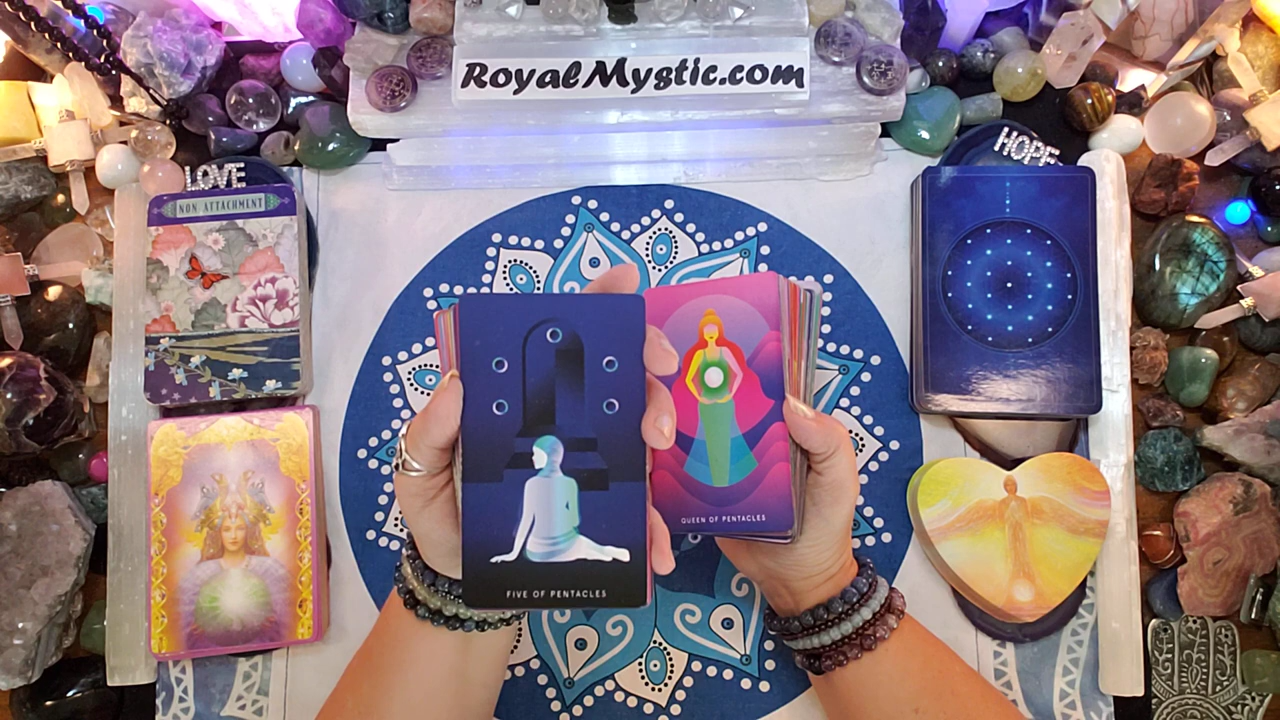 RoyalMystic.com
LOVE
HOPE
NON ATTACHMENT
FIVE OF PENTACLES
QUEEN OF PENTACLES